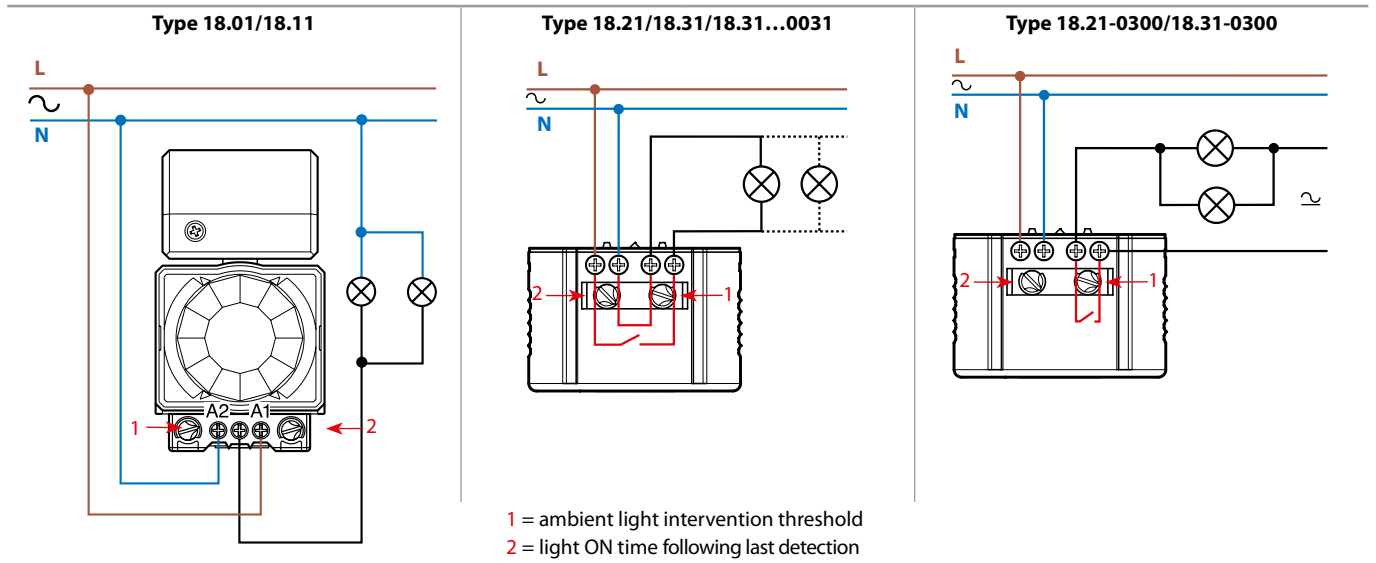 Type 18.01/18.11
L
N
A2 A1
1
2
Type 18.21/18.31/18.31...0031
L
N
2
1
Type 18.21-0300/18.31-0300
L
N
2
1
1 = ambient light intervention threshold
2 = light ON time following last detection